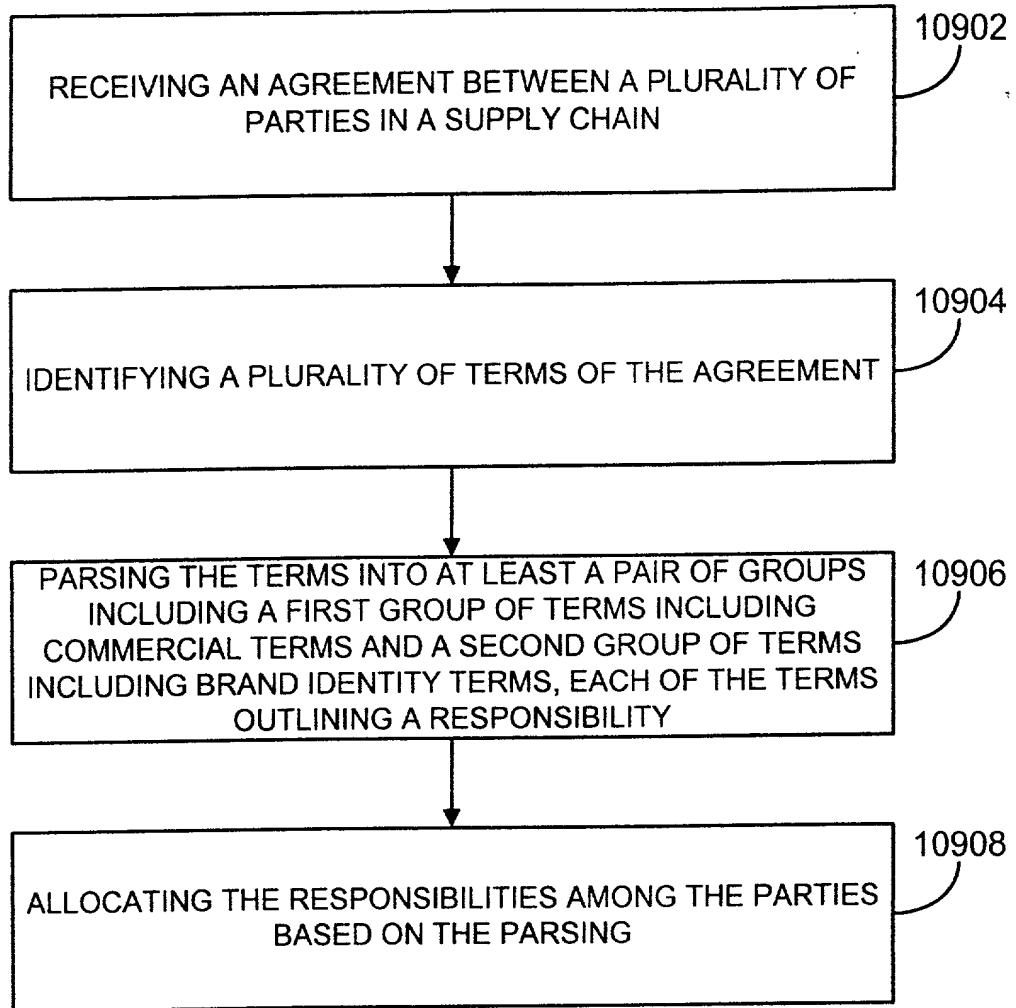 10902
RECEIVING AN AGREEMENT BETWEEN A PLURALITY OF
PARTIES IN A SUPPLY CHAIN
10904
IDENTIFYING A PLURALITY OF TERMS OF THE AGREEMENT
10906
PARSING THE TERMS INTO AT LEAST A PAIR OF GROUPS
INCLUDING A FIRST GROUP OF TERMS INCLUDING
COMMERCIAL TERMS AND A SECOND GROUP OF TERMS
INCLUDING BRAND IDENTITY TERMS, EACH OF THE TERMS
OUTLINING A RESPONSIBILITY
10908
ALLOCATING THE RESPONSIBILITIES AMONG THE PARTIES
BASED ON THE PARSING